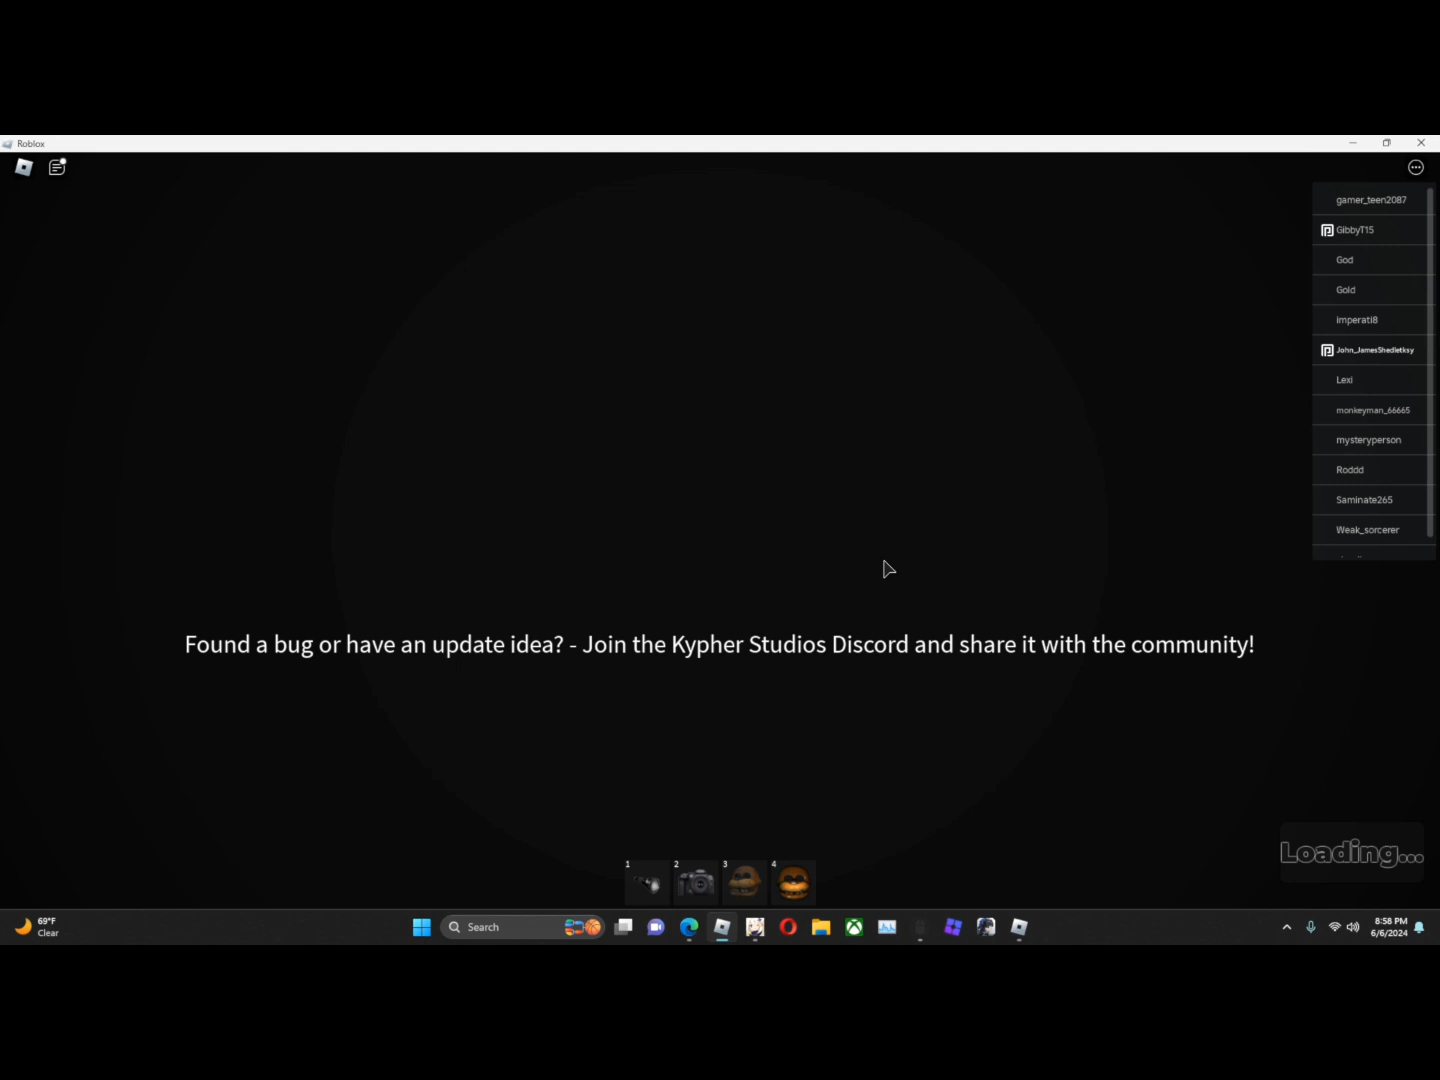 Roblox
gamer_teen2087
GibbyT15
God
Gold
imperati8
John_JamesShedletksy
Lexi
monkeyman_66665
mysteryperson
Roddd
Saminate265
Weak_sorcerer
Found a bug or have an update idea? - Join the Kypher Studios Discord and share it with the community!
Loading...
1 2 3 4
69°F
Clear
Search
8:58 PM
6/6/2024